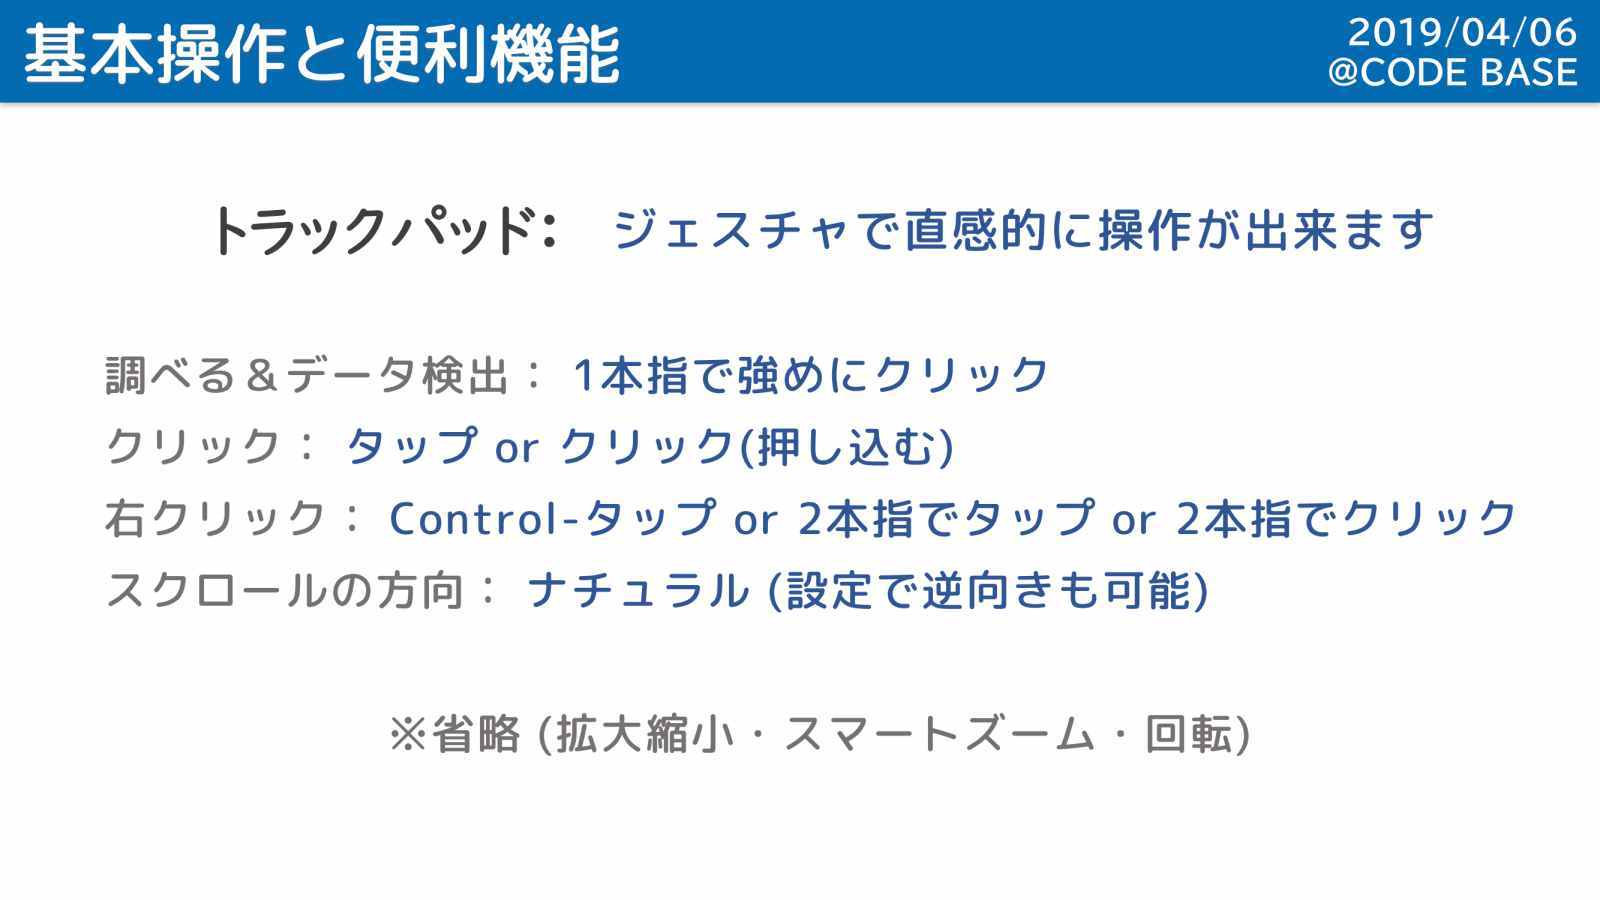 基本操作と便利機能
2019/04/06
@CODE BASE
トラックパッド: ジェスチャで直感的に操作が出来ます
調べる＆データ検出： 1本指で強めにクリック
クリック： タップ or クリック(押し込む)
右クリック： Control-タップ or 2本指でタップ or 2本指でクリック
スクロールの方向： ナチュラル (設定で逆向きも可能)
※省略 (拡大縮小・スマートズーム・回転)